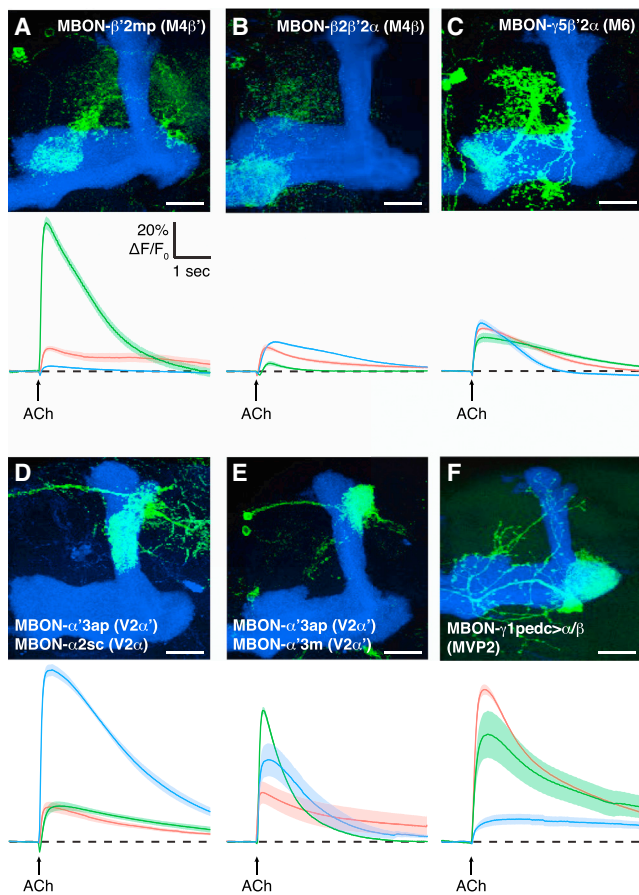 A MBON-β'2mp (M4β')
B MBON-β2β'2α (M4β)
C MBON-γ5β'2α (M6)
20%
ΔF/F₀
1 sec
ACh
ACh
ACh
D
E
F
MBON-α'3ap (V2α')
MBON-α2sc (V2α)
MBON-α'3ap (V2α')
MBON-α'3m (V2α')
MBON-γ1pedc>α/β
(MVP2)
ACh
ACh
ACh